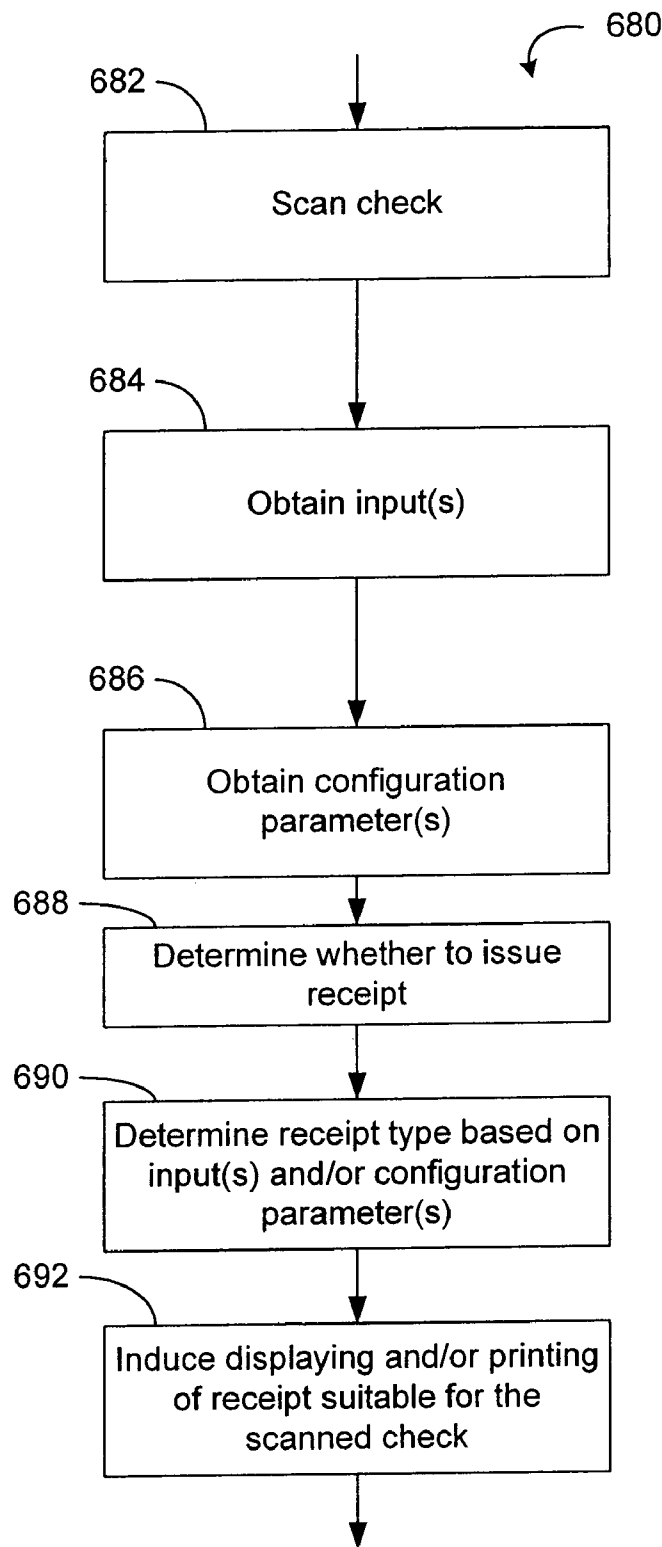 680
682
Scan check
684
Obtain input(s)
686
Obtain configuration
parameter(s)
688
Determine whether to issue
receipt
690
Determine receipt type based on
input(s) and/or configuration
parameter(s)
692
Induce displaying and/or printing
of receipt suitable for the
scanned check